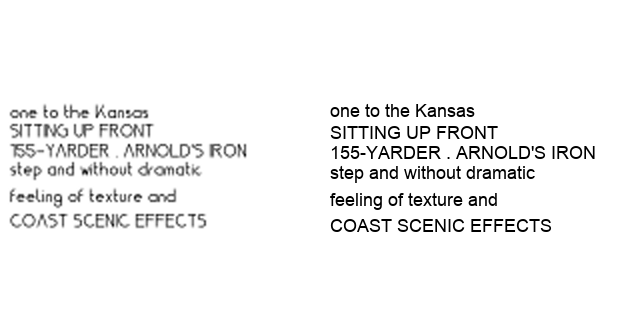 one to the Kansas
SITTING UP FRONT
155-YARDER . ARNOLD'S IRON
step and without dramatic
feeling of texture and
COAST SCENIC EFFECTS
one to the Kansas
SITTING UP FRONT
155-YARDER . ARNOLD'S IRON
step and without dramatic
feeling of texture and
COAST SCENIC EFFECTS